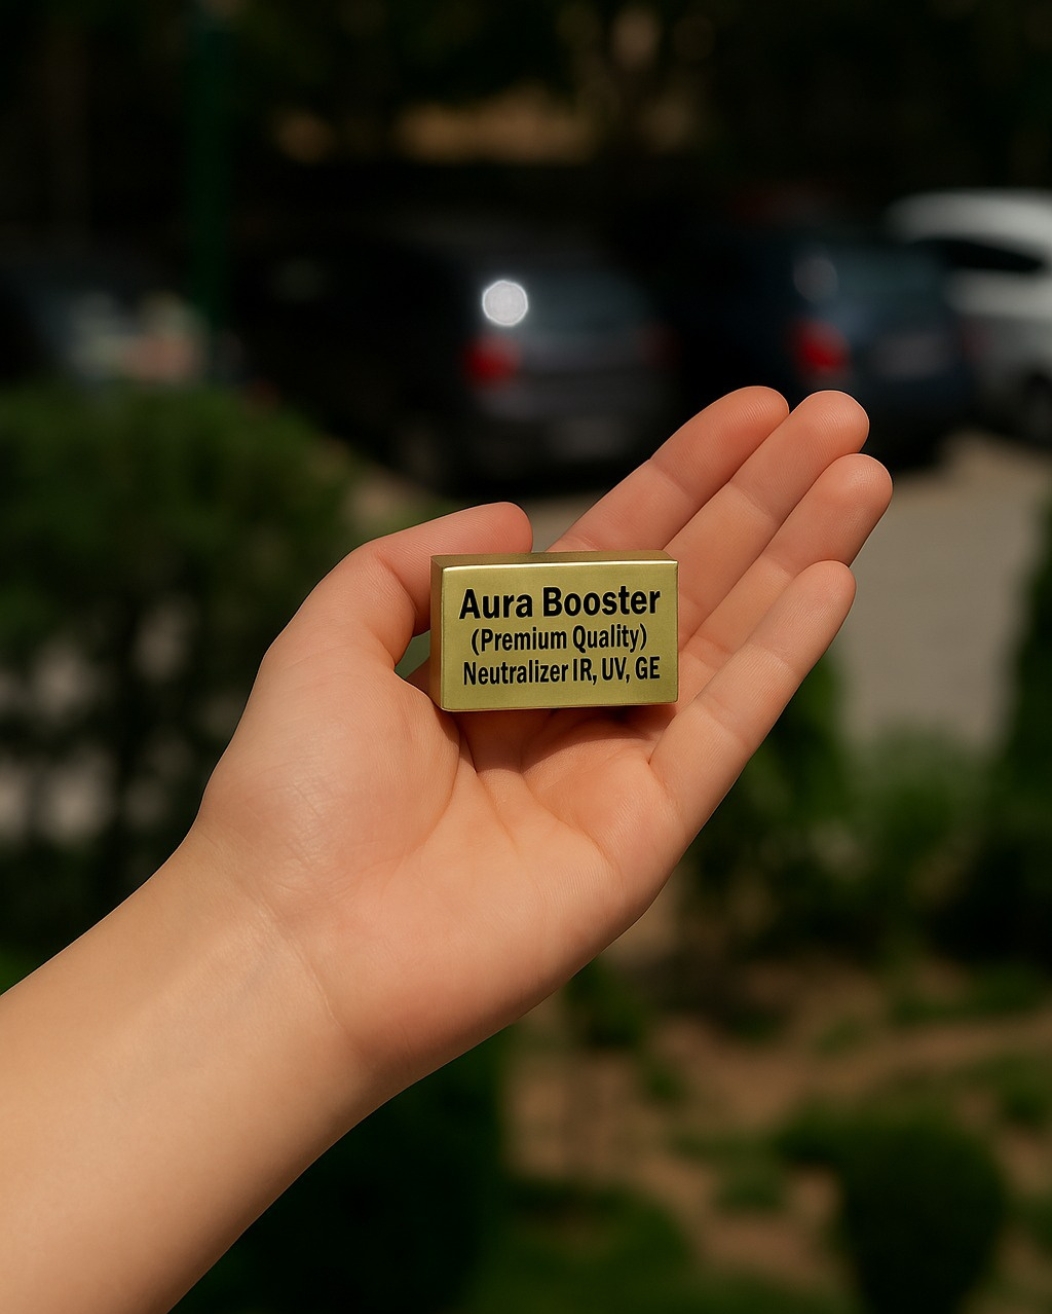 Aura Booster
(Premium Quality)
Neutralizer IR, UV, GE